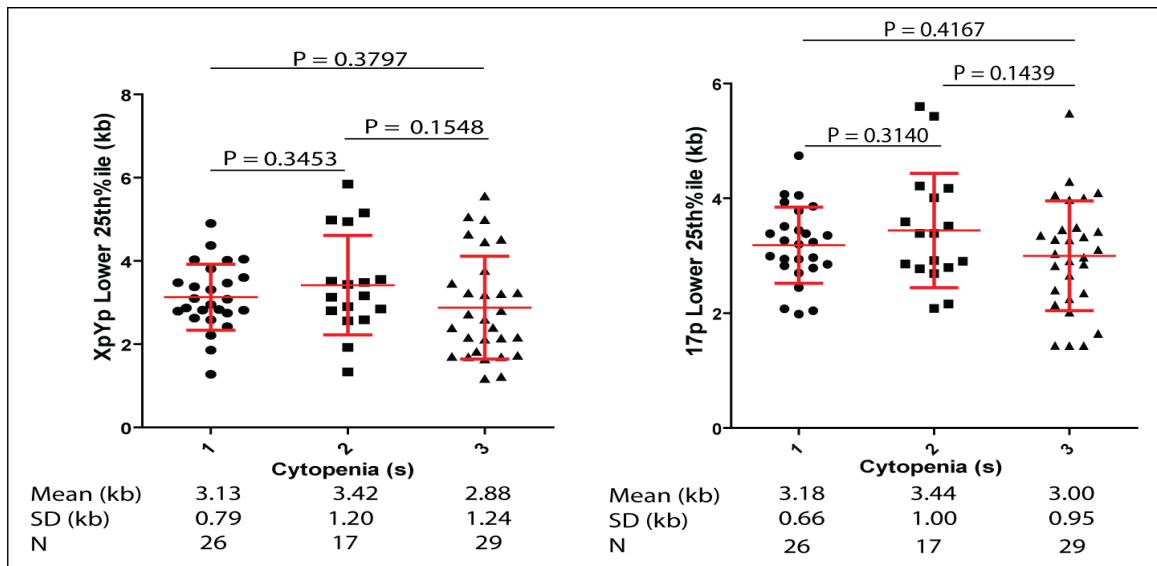 P = 0.3797
P = 0.1548
P = 0.3453
XpYp Lower 25th%ile (kb)
8
6
4
2
0
1 2 3
Cytopenia (s)
Mean (kb) 3.13 3.42 2.88
SD (kb) 0.79 1.20 1.24
N 26 17 29
P = 0.4167
P = 0.1439
P = 0.3140
17p Lower 25th%ile (kb)
6
4
2
0
1 2 3
Cytopenia (s)
Mean (kb) 3.18 3.44 3.00
SD (kb) 0.66 1.00 0.95
N 26 17 29